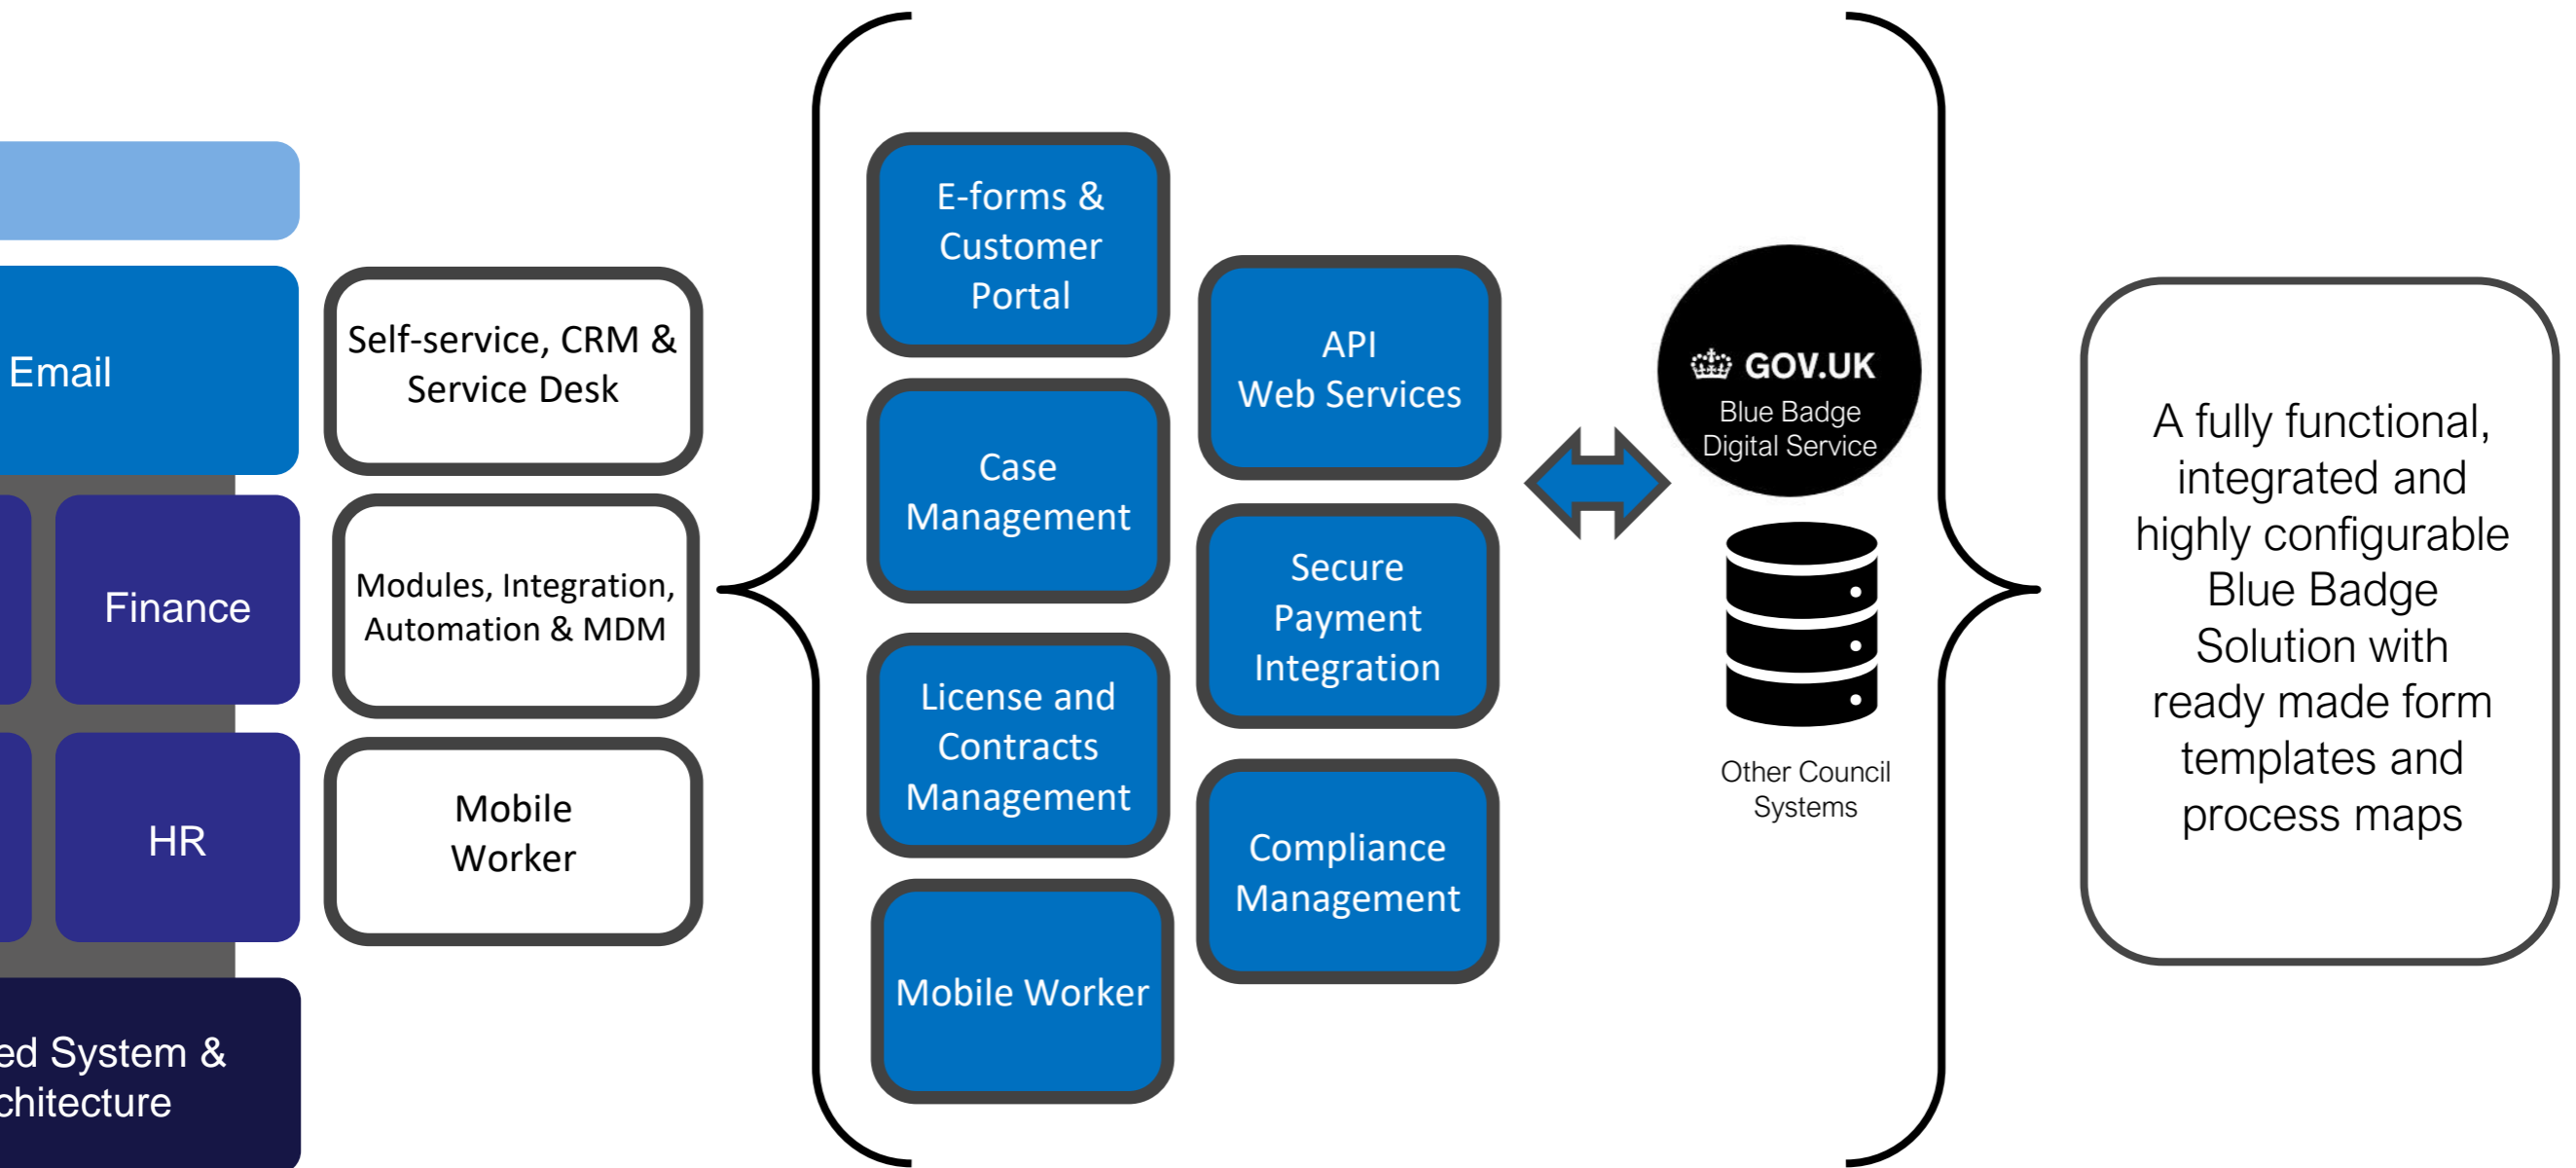 Email
Finance
HR
ed System &
chitecture
Self-service, CRM &
Service Desk
Modules, Integration,
Automation & MDM
Mobile
Worker
E-forms &
Customer
Portal
Case
Management
License and
Contracts
Management
Mobile Worker
API
Web Services
Secure
Payment
Integration
Compliance
Management
GOV.UK
Blue Badge
Digital Service
Other Council
Systems
A fully functional,
integrated and
highly configurable
Blue Badge
Solution with
ready made form
templates and
process maps